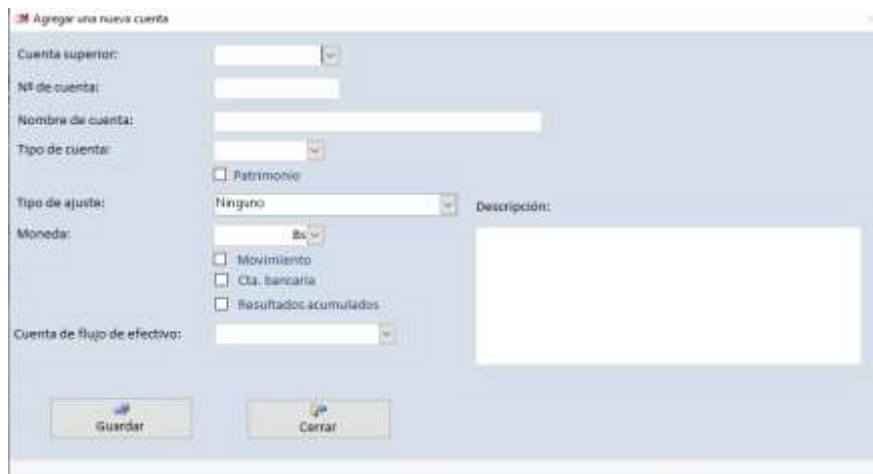 Agregar una nueva cuenta
Cuenta superior:
Nº de cuenta:
Nombre de cuenta:
Tipo de cuenta:
Patrimonio
Tipo de ajuste: Ninguno
Descripción:
Moneda: Bs
Movimiento
Cta. bancaria
Resultados acumulados
Cuenta de flujo de efectivo:
Guardar Cerrar